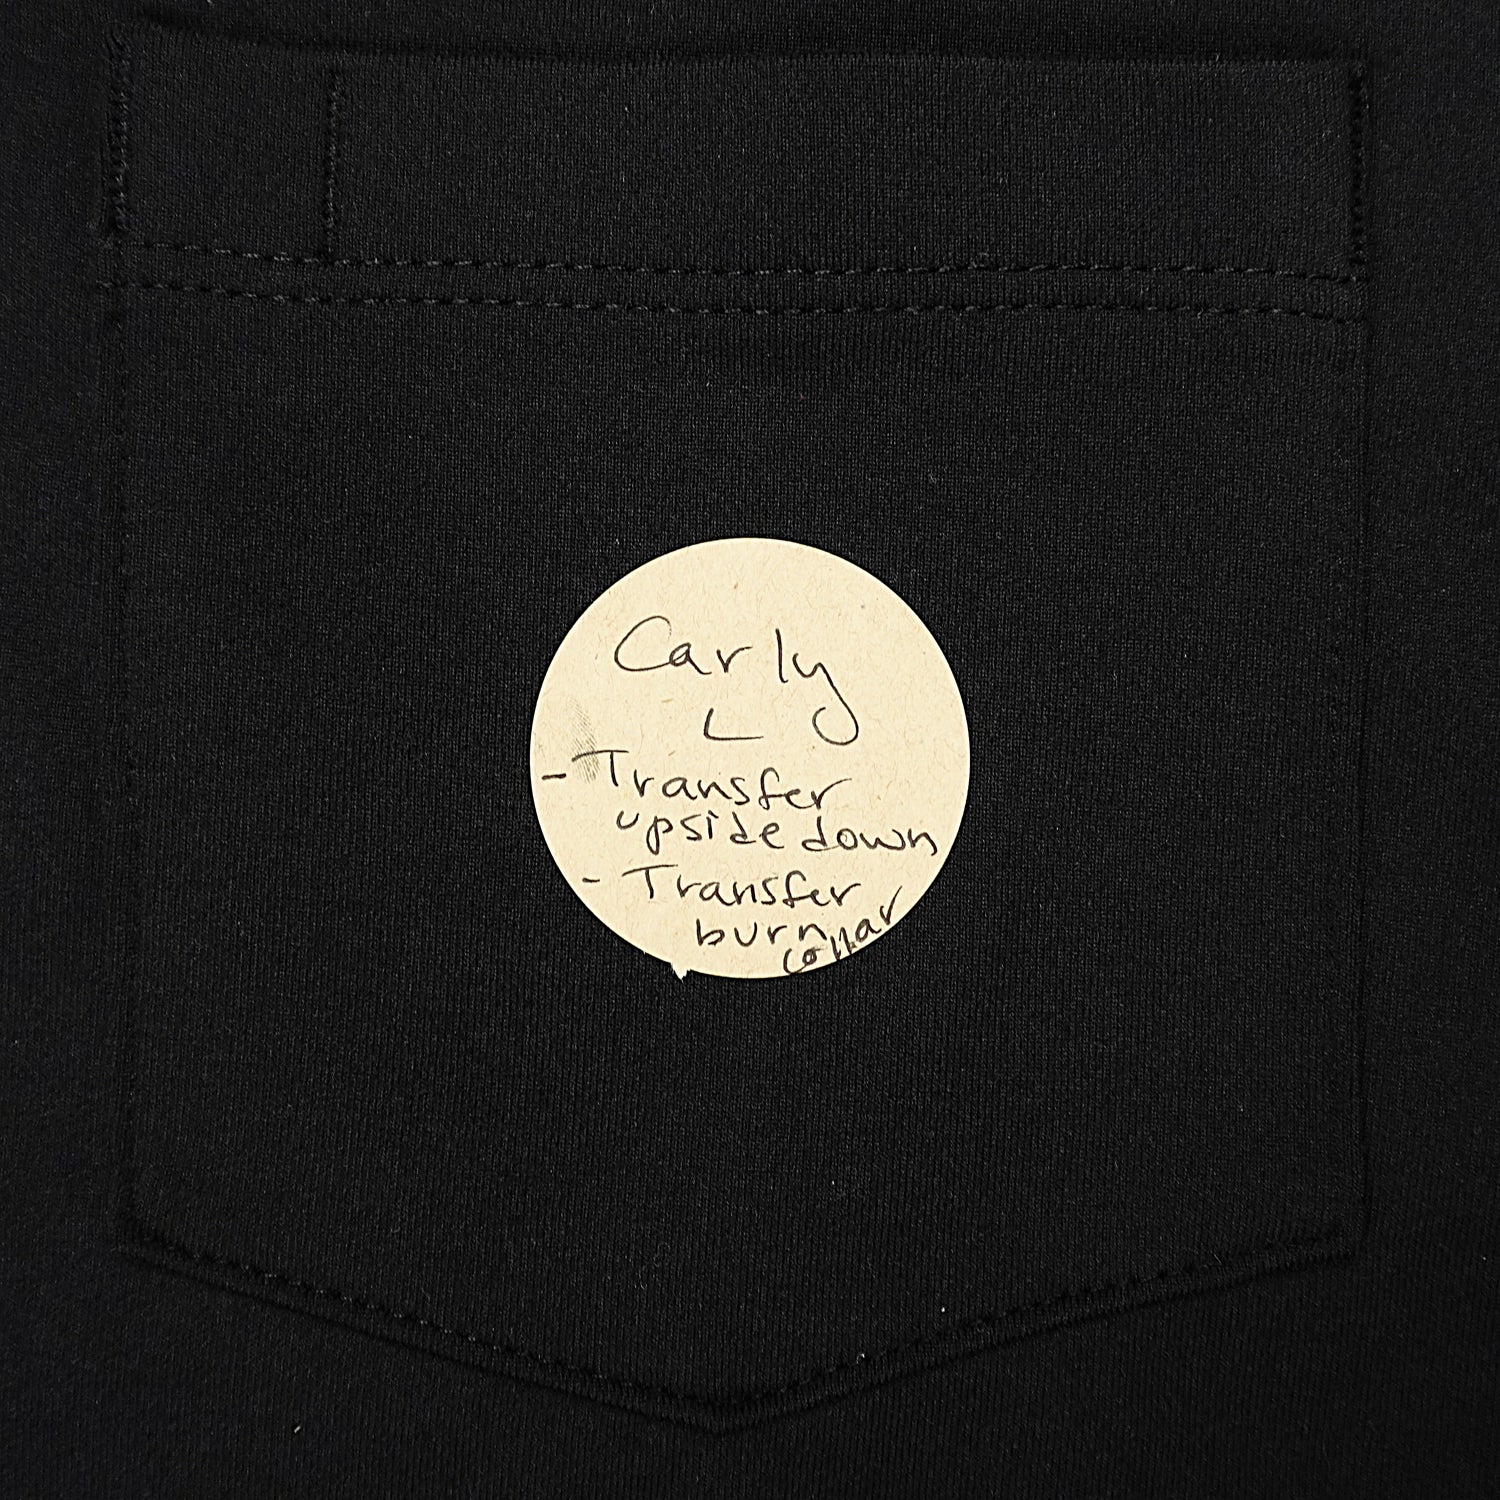 Carly
L
- Transfer
upside down
- Transfer
burn
collar